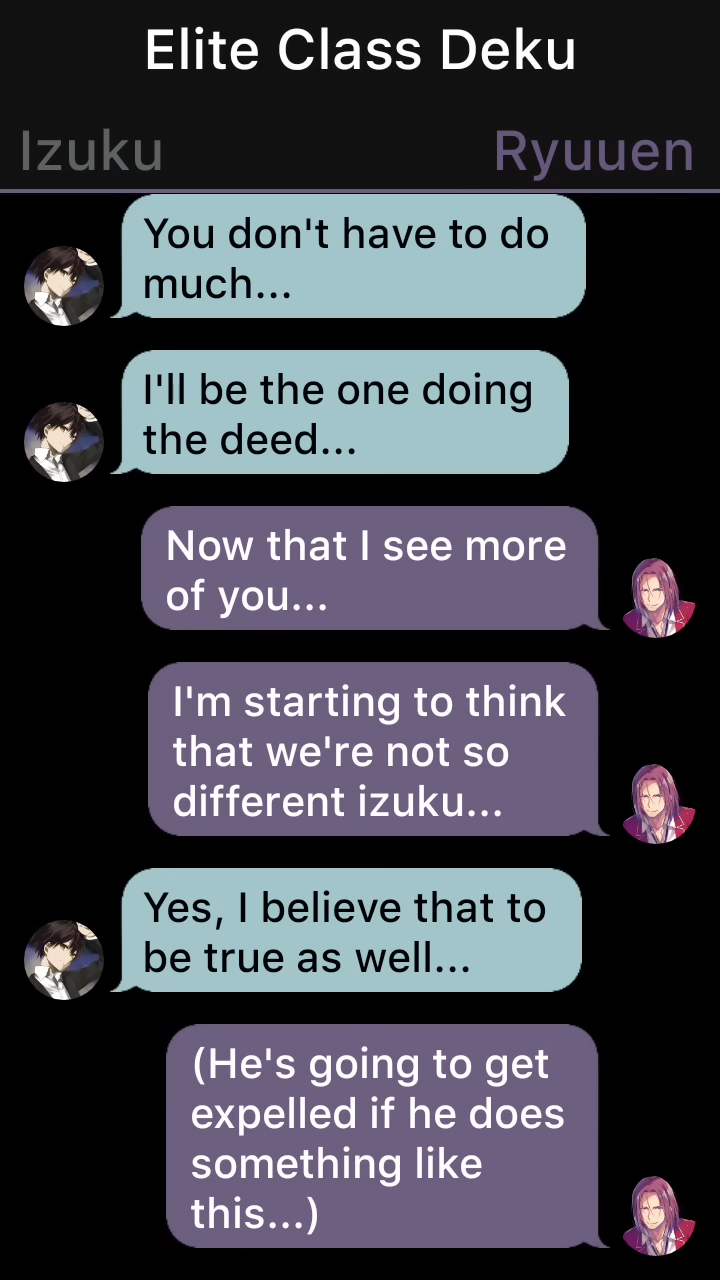 Elite Class Deku
Izuku
Ryuuen
You don't have to do
much...
I'll be the one doing
the deed...
Now that I see more
of you...
I'm starting to think
that we're not so
different izuku...
Yes, I believe that to
be true as well...
(He's going to get
expelled if he does
something like
this...)